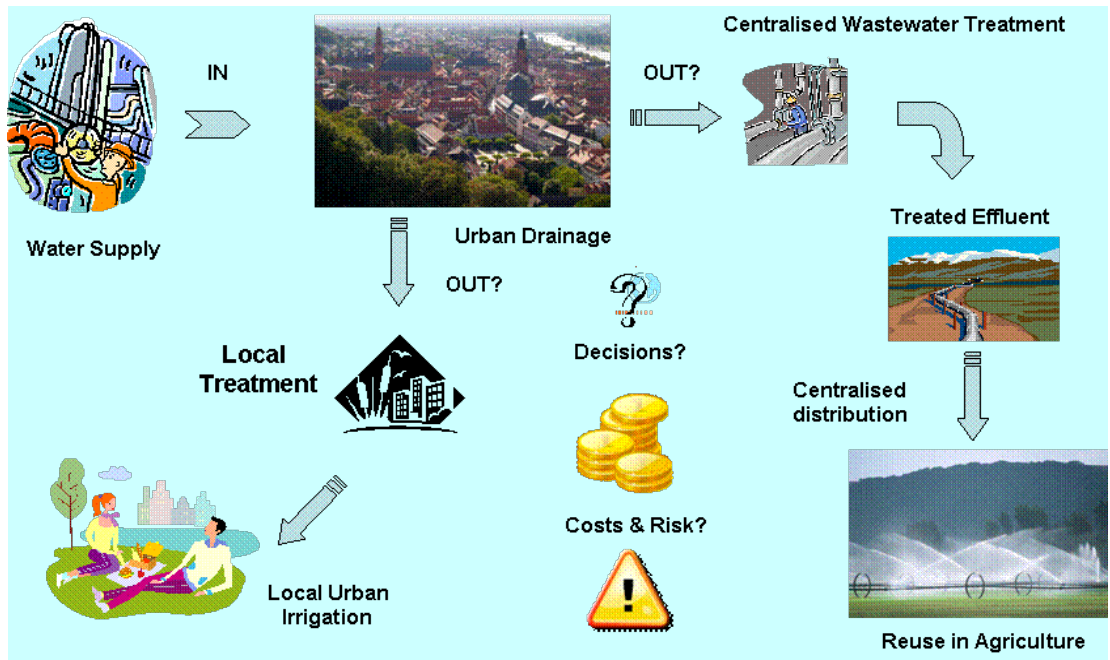 Centralised Wastewater Treatment
IN
OUT?
Water Supply
Urban Drainage
OUT?
Treated Effluent
Decisions?
Local
Treatment
Centralised
distribution
Costs & Risk?
Local Urban
Irrigation
Reuse in Agriculture